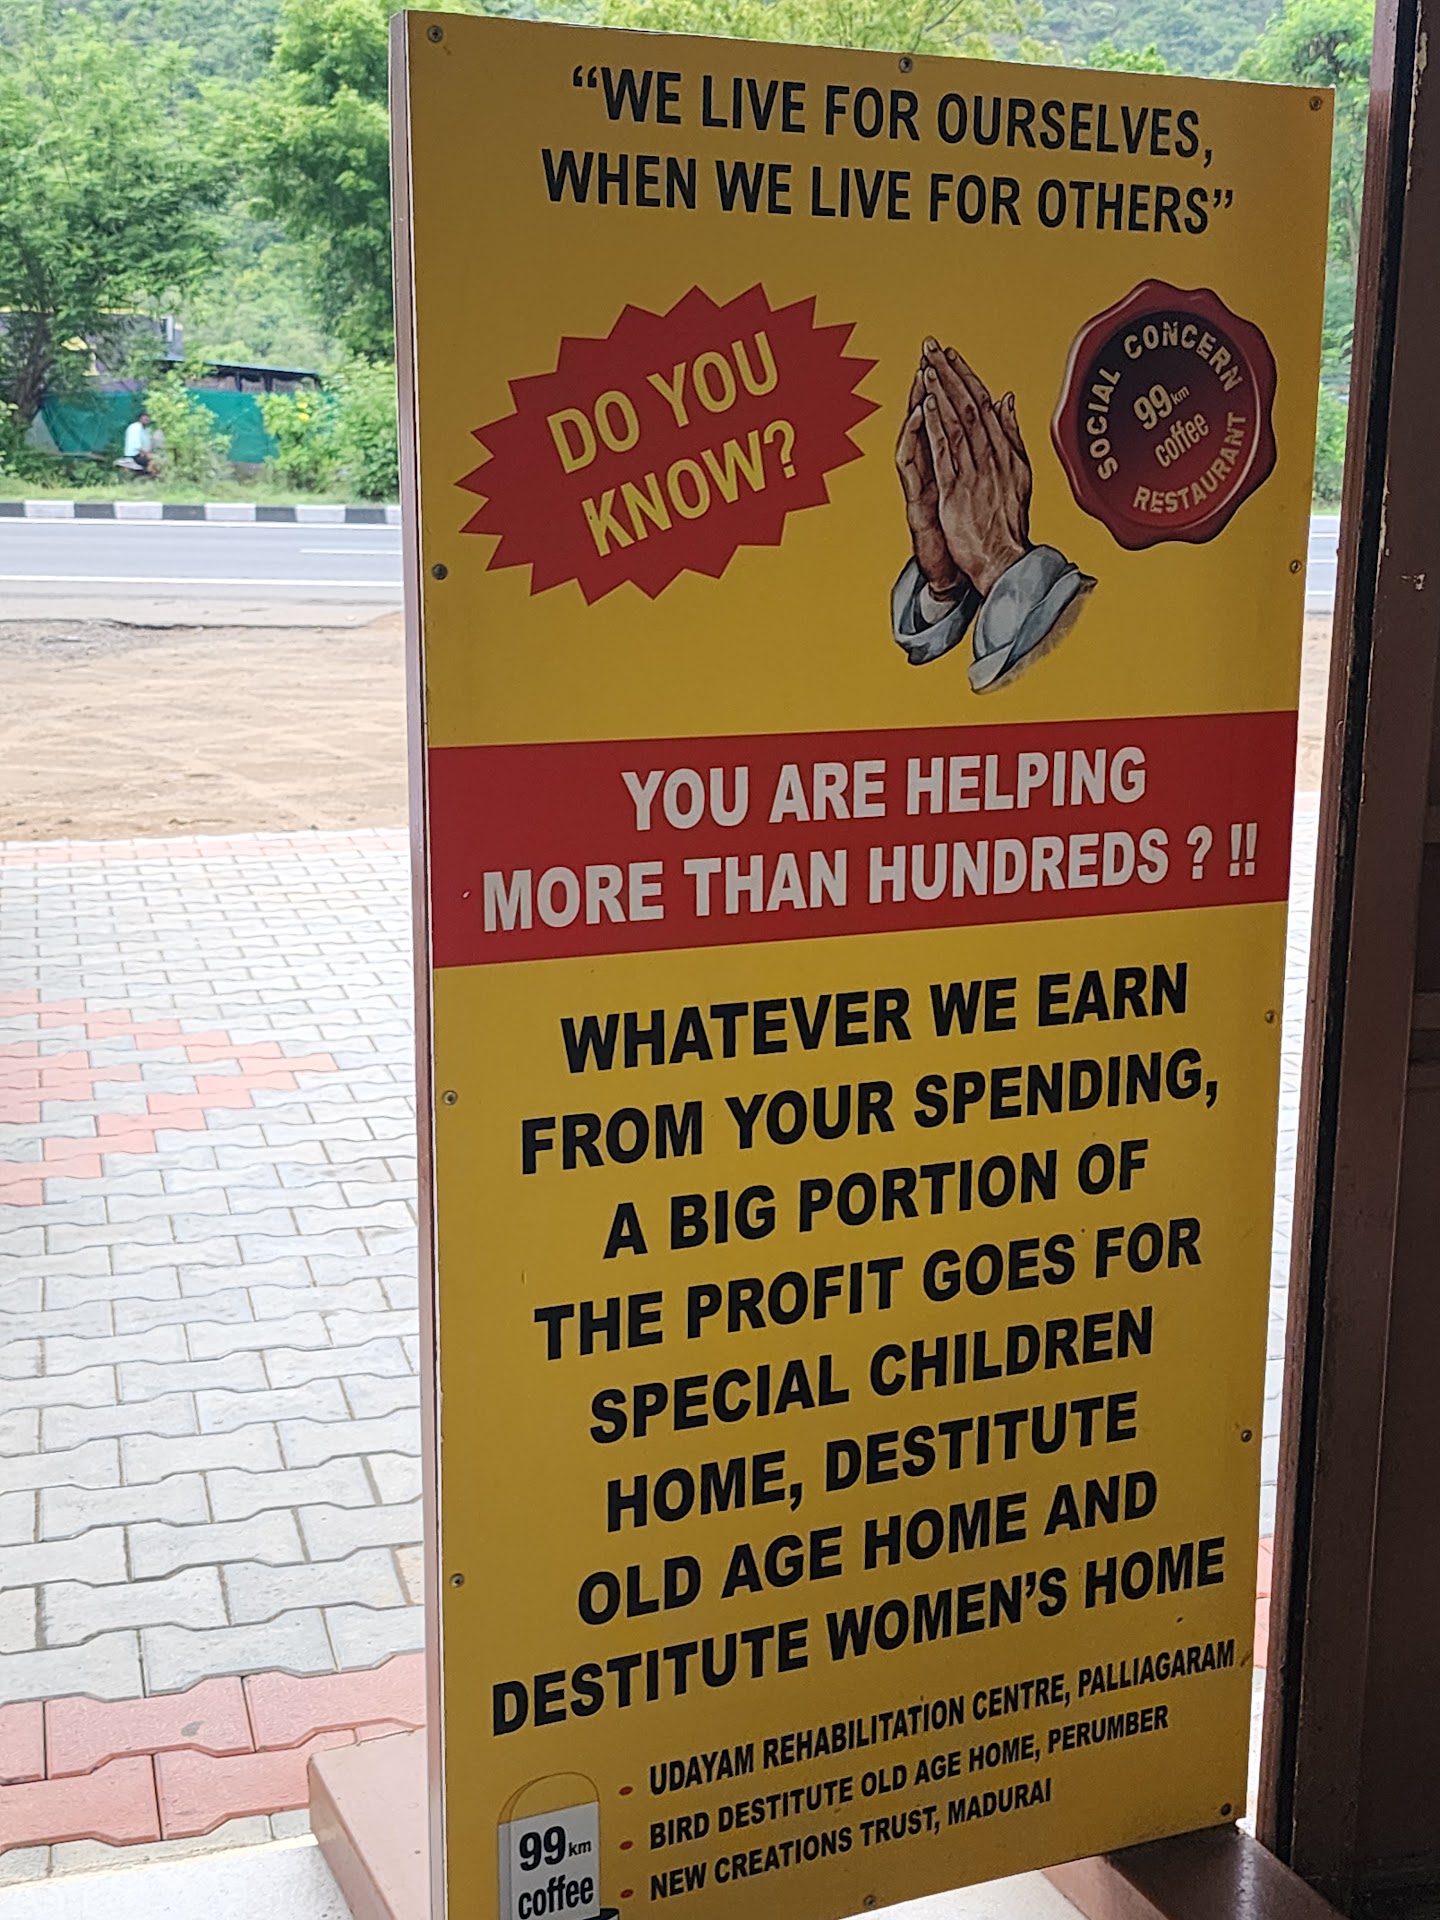 “WE LIVE FOR OURSELVES,
WHEN WE LIVE FOR OTHERS”
DO YOU
KNOW?
SOCIAL CONCERN
99km
coffee
RESTAURANT
YOU ARE HELPING
MORE THAN HUNDREDS ? !!
WHATEVER WE EARN
FROM YOUR SPENDING,
A BIG PORTION OF
THE PROFIT GOES FOR
SPECIAL CHILDREN
HOME, DESTITUTE
OLD AGE HOME AND
DESTITUTE WOMEN’S HOME
• UDAYAM REHABILITATION CENTRE, PALLIAGARAM
• BIRD DESTITUTE OLD AGE HOME, PERUMBER
• NEW CREATIONS TRUST, MADURAI
99km
coffee